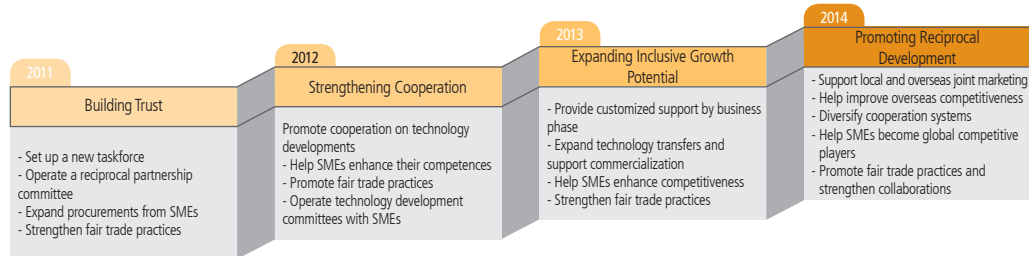 2011
Building Trust
- Set up a new taskforce
- Operate a reciprocal partnership
committee
- Expand procurements from SMEs
- Strengthen fair trade practices
2012
Strengthening Cooperation
Promote cooperation on technology
developments
- Help SMEs enhance their competences
- Promote fair trade practices
- Operate technology development
committees with SMEs
2013
Expanding Inclusive Growth
Potential
- Provide customized support by business
phase
- Expand technology transfers and
support commercialization
- Help SMEs enhance competitiveness
- Strengthen fair trade practices
2014
Promoting Reciprocal
Development
- Support local and overseas joint marketing
- Help improve overseas competitiveness
- Diversify cooperation systems
- Help SMEs become global competitive
players
- Promote fair trade practices and
strengthen collaborations